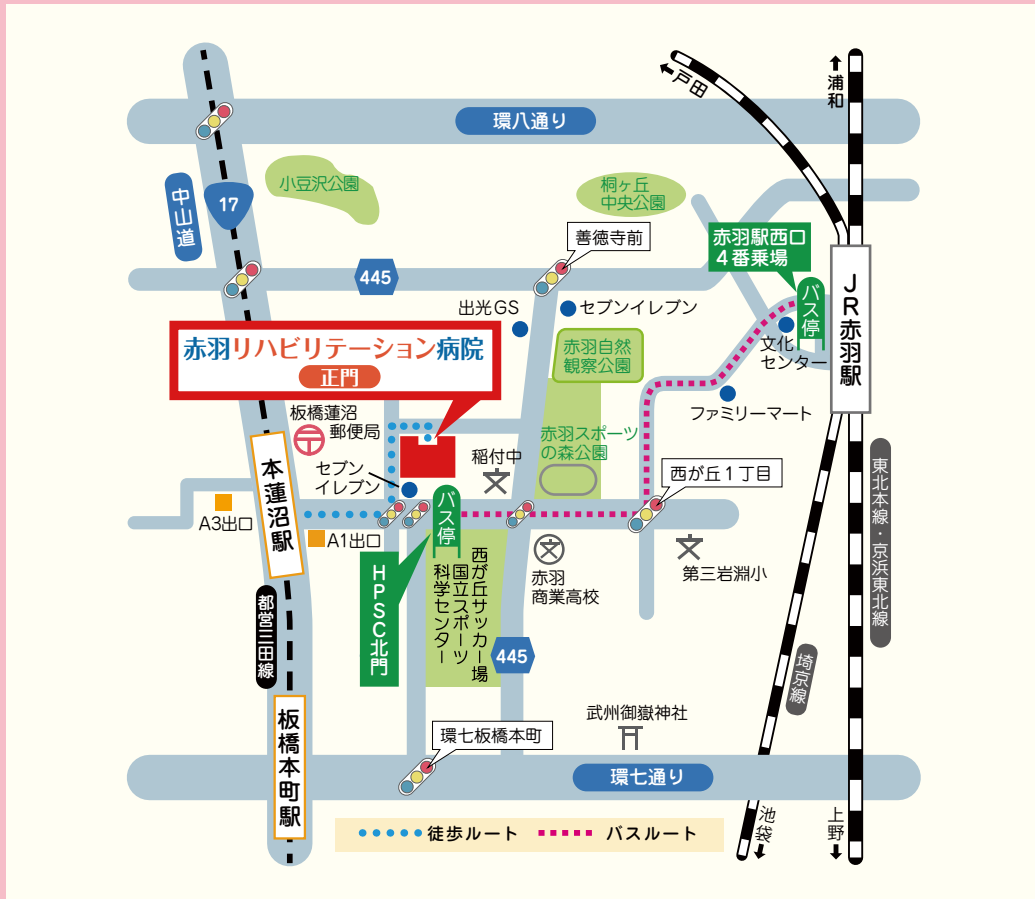 戸田
浦和
環八通り
小豆沢公園
桐ヶ丘
中央公園
中山道
17
善徳寺前
赤羽駅西口
4番乗場
445
バス停
JR赤羽駅
出光GS
セブンイレブン
文化
センター
赤羽リハビリテーション病院
正門
赤羽自然
観察公園
ファミリーマート
板橋蓮沼
郵便局
赤羽スポーツ
の森公園
稲付中
西が丘1丁目
セブン
イレブン
本蓮沼駅
A3出口
A1出口
バス停
東北本線・京浜東北線
HPSC北門
西が丘サッカー場
国立スポーツ
科学センター
赤羽
商業高校
第三岩淵小
都営三田線
445
埼京線
板橋本町駅
武州御嶽神社
環七板橋本町
環七通り
池袋
上野
徒歩ルート
バスルート